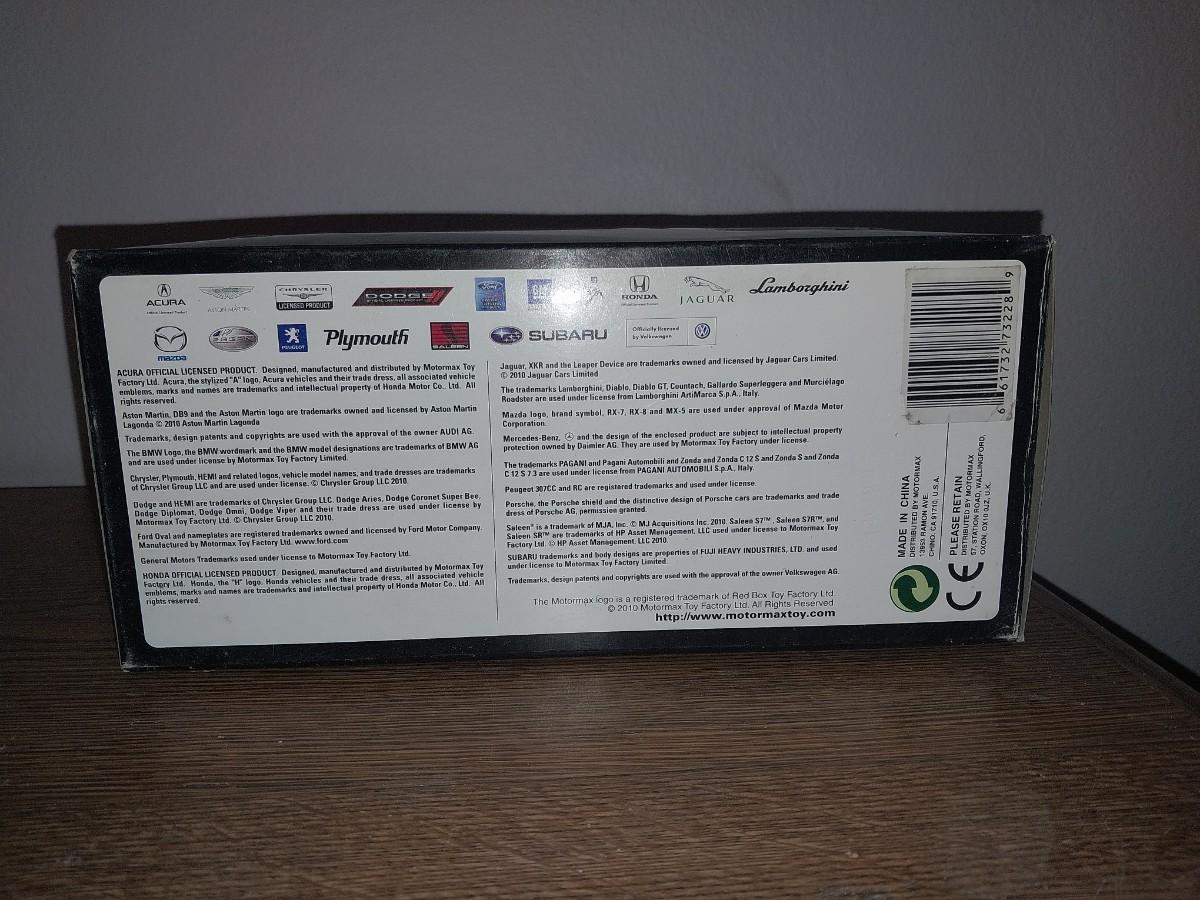 ACURA
ASTON MARTIN
CHRYSLER
LICENSED PRODUCT
DODGE
Ford
GM
HONDA
JAGUAR
Lamborghini
mazda
PEUGEOT
Plymouth
SALEEN
SUBARU
Officially licensed
by Volkswagen
ACURA OFFICIAL LICENSED PRODUCT. Designed, manufactured and distributed by Motormax Toy
Factory Ltd. Acura, the stylized "A" logo, Acura vehicles and their trade dress, all associated vehicle
emblems, marks and names are trademarks and intellectual property of Honda Motor Co., Ltd. All
rights reserved.
Aston Martin, DB9 and the Aston Martin logo are trademarks owned and licensed by Aston Martin
Lagonda © 2010 Aston Martin Lagonda
Trademarks, design patents and copyrights are used with the approval of the owner AUDI AG.
The BMW Logo, the BMW wordmark and the BMW model designations are trademarks of BMW AG
and are used under license by Motormax Toy Factory Limited.
Chrysler, Plymouth, HEMI and related logos, vehicle model names, and trade dresses are trademarks
of Chrysler Group LLC and are used under license. © Chrysler Group LLC 2010.
Dodge and HEMI are trademarks of Chrysler Group LLC. Dodge Aries, Dodge Coronet Super Bee,
Dodge Diplomat, Dodge Omni, Dodge Viper and their trade dress are used under license by
Motormax Toy Factory Ltd. © Chrysler Group LLC 2010.
Ford Oval and nameplates are registered trademarks owned and licensed by Ford Motor Company.
Manufactured by Motormax Toy Factory Ltd. www.ford.com
General Motors Trademarks used under license to Motormax Toy Factory Ltd.
HONDA OFFICIAL LICENSED PRODUCT. Designed, manufactured and distributed by Motormax Toy
Factory Ltd. Honda, the "H" logo, Honda vehicles and their trade dress, all associated vehicle
emblems, marks and names are trademarks and intellectual property of Honda Motor Co., Ltd. All
rights reserved.
Jaguar, XKR and the Leaper Device are trademarks owned and licensed by Jaguar Cars Limited.
© 2010 Jaguar Cars Limited
The trademarks Lamborghini, Diablo, Diablo GT, Countach, Gallardo Superleggera and Murciélago
Roadster are used under license from Lamborghini ArtiMarca S.p.A., Italy.
Mazda logo, brand symbol, RX-7, RX-8 and MX-5 are used under approval of Mazda Motor
Corporation.
Mercedes-Benz, and the design of the enclosed product are subject to intellectual property
protection owned by Daimler AG. They are used by Motormax Toy Factory under license.
The trademarks PAGANI and Pagani Automobili and Zonda and Zonda C 12 S and Zonda S and Zonda
C 12 S 7.3 are used under license from PAGANI AUTOMOBILI S.p.A., Italy.
Peugeot 307CC and RC are registered trademarks and used under license.
Porsche, the Porsche shield and the distinctive design of Porsche cars are trademarks and trade
dress of Porsche AG, permission granted.
Saleen® is a trademark of MJA, Inc. © MJ Acquisitions Inc. 2010. Saleen S7™, Saleen S7R™, and
Saleen SR™ are trademarks of HP Asset Management, LLC used under license to Motormax Toy
Factory Ltd. © HP Asset Management, LLC 2010.
SUBARU trademarks and body designs are properties of FUJI HEAVY INDUSTRIES, LTD. and used
under license to Motormax Toy Factory Limited.
Trademarks, design patents and copyrights are used with the approval of the owner Volkswagen AG.
The Motormax logo is a registered trademark of Red Box Toy Factory Ltd.
© 2010 Motormax Toy Factory Ltd. All Rights Reserved
http://www.motormaxtoy.com
6 61732 73228 9
MADE IN CHINA
DISTRIBUTED BY MOTORMAX
13953 RAMON AVE.
CHINO, CA 91710, U.S.A.
PLEASE RETAIN
DISTRIBUTED BY MOTORMAX
57, STATION ROAD, WALLINGFORD,
OXON, OX10 0JZ, U.K.
CE